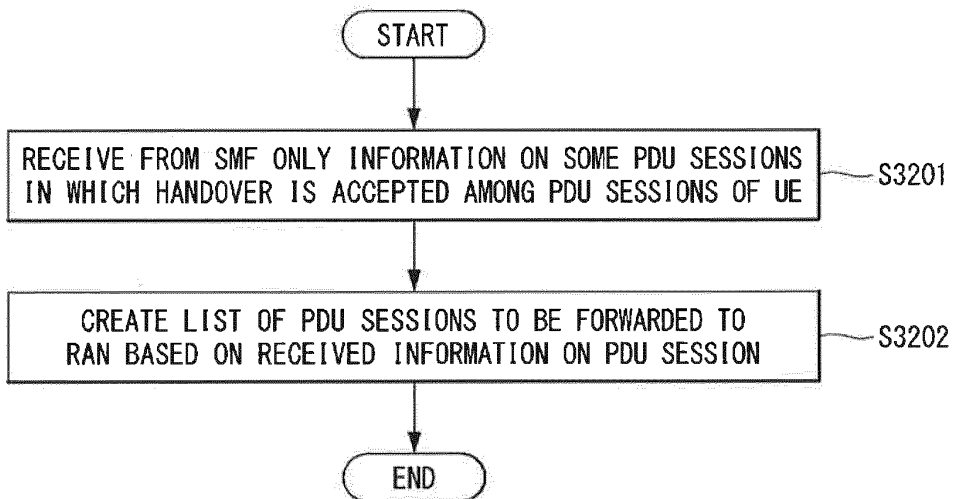 START
RECEIVE FROM SMF ONLY INFORMATION ON SOME PDU SESSIONS
IN WHICH HANDOVER IS ACCEPTED AMONG PDU SESSIONS OF UE
S3201
CREATE LIST OF PDU SESSIONS TO BE FORWARDED TO
RAN BASED ON RECEIVED INFORMATION ON PDU SESSION
S3202
END